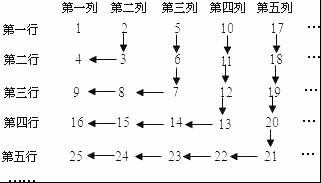 第一列 第二列 第三列 第四列 第五列
第一行 1 2 5 10 17 ···
第二行 4 3 6 11 18 ···
第三行 9 8 7 12 19 ···
第四行 16 15 14 13 20 ···
第五行 25 24 23 22 21 ···
……